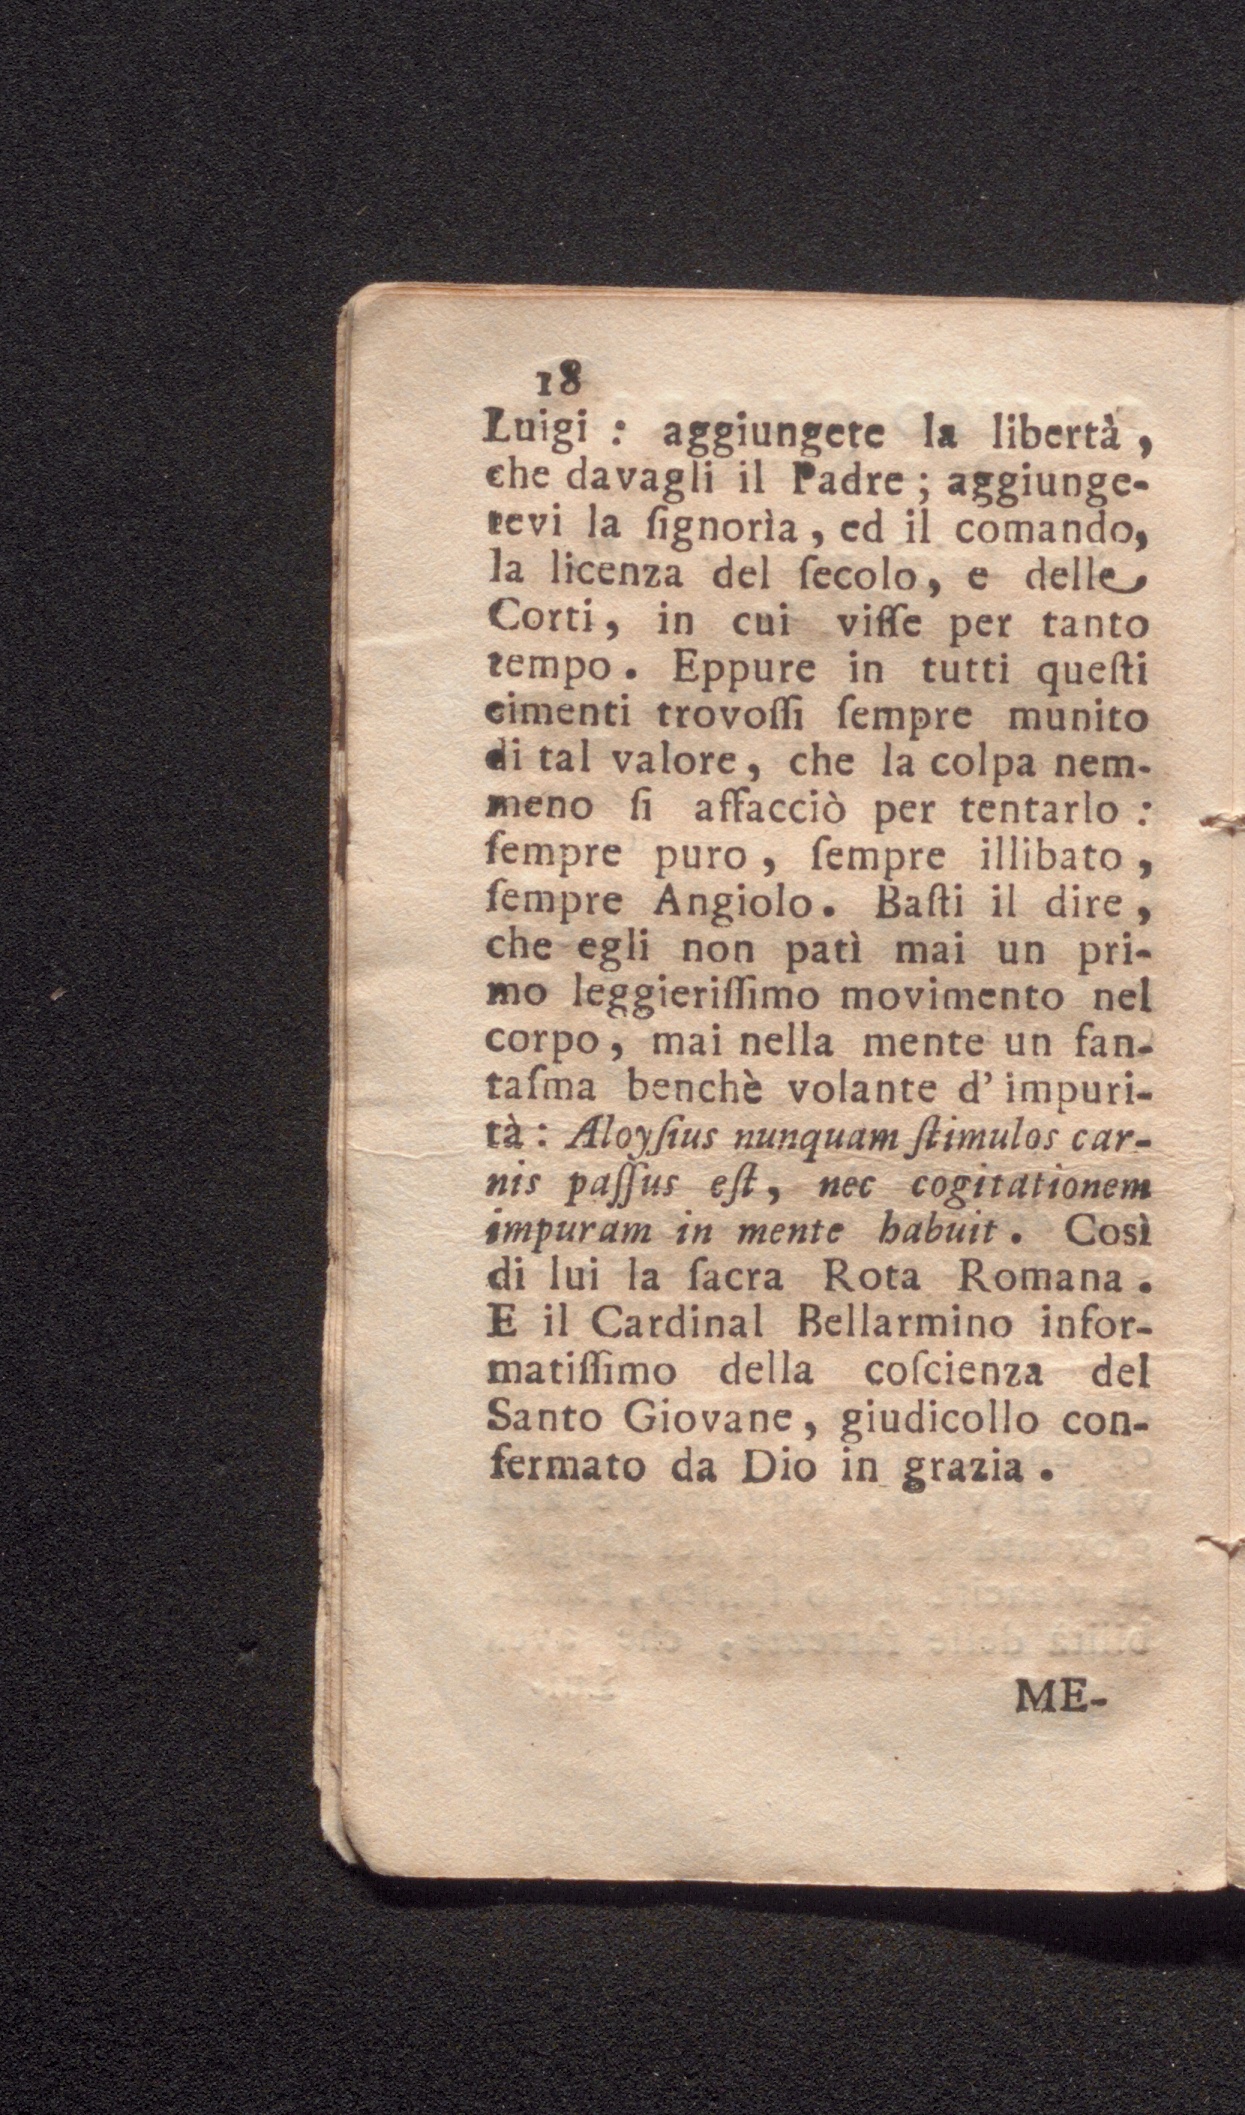 18
Luigi : aggiungete la libertà ,
che davagli il Padre ; aggiunge-
tevi la ſignorìa , ed il comando,
la licenza del ſecolo, e delle
Corti, in cui viſſe per tanto
tempo. Eppure in tutti queſti
cimenti trovoſſi ſempre munito
di tal valore, che la colpa nem-
meno ſi affacciò per tentarlo :
ſempre puro, ſempre illibato ,
ſempre Angiolo. Baſti il dire ,
che egli non patì mai un pri-
mo leggieriſſimo movimento nel
corpo, mai nella mente un fan-
taſma benchè volante d' impuri-
tà : Aloyſius nunquam ſtimulos car-
nis paſſus eſt, nec cogitationem
impuram in mente habuit. Così
di lui la ſacra Rota Romana .
E il Cardinal Bellarmino infor-
matiſſimo della coſcienza del
Santo Giovane, giudicollo con-
fermato da Dio in grazia .
ME-